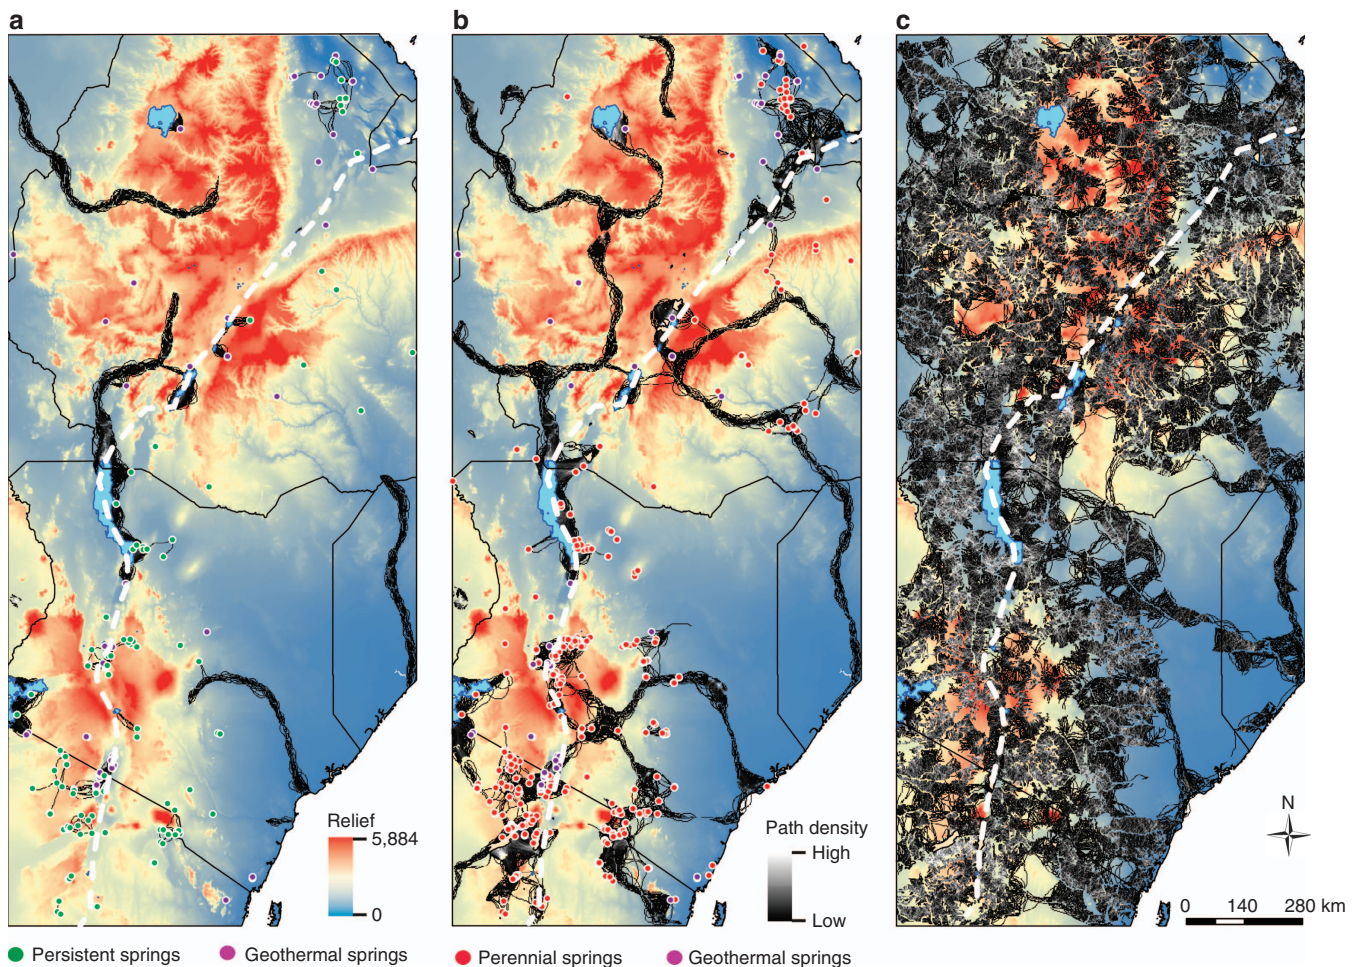 a
b
c
Relief
5,884
0
Path density
High
Low
N
0 140 280 km
Persistent springs
Geothermal springs
Perennial springs
Geothermal springs